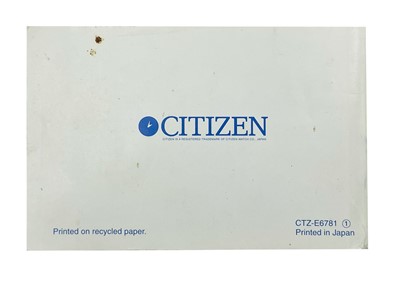 CITIZEN
CITIZEN IS A REGISTERED TRADEMARK OF CITIZEN WATCH CO., JAPAN.
CTZ-E6781 ①
Printed on recycled paper.
Printed in Japan